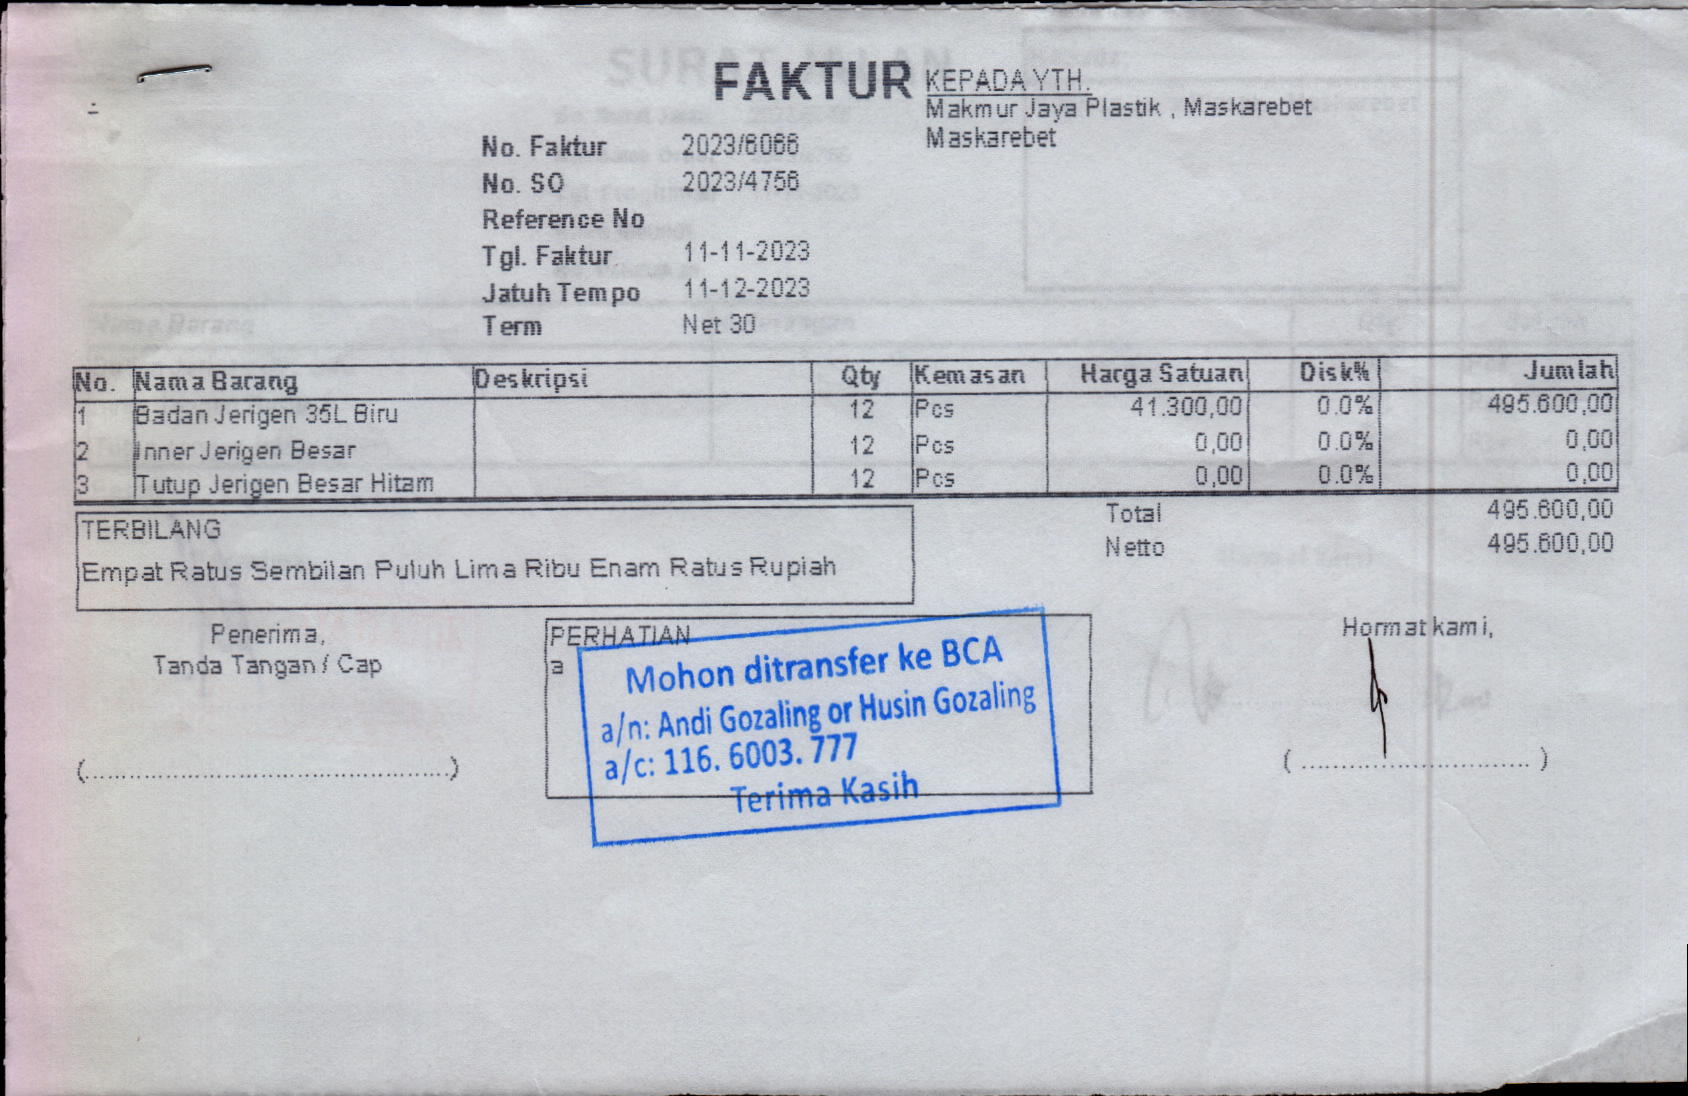 FAKTUR
KEPADA YTH.
Makmur Jaya Plastik , Maskarebet
Maskarebet
No. Faktur 2023/6066
No. SO 2023/4756
Reference No
Tgl. Faktur 11-11-2023
Jatuh Tempo 11-12-2023
Term Net 30
No. Nama Barang Deskripsi Qty Kemasan Harga Satuan Disk% Jumlah
1 Badan Jerigen 35L Biru 12 Pcs 41.300,00 0.0% 495.600,00
2 Inner Jerigen Besar 12 Pcs 0,00 0.0% 0,00
3 Tutup Jerigen Besar Hitam 12 Pcs 0,00 0.0% 0,00
Total 495.600,00
Netto 495.600,00
TERBILANG
Empat Ratus Sembilan Puluh Lima Ribu Enam Ratus Rupiah
Penerima,
Tanda Tangan / Cap
(..............................................)
PERHATIAN
a
Mohon ditransfer ke BCA
a/n: Andi Gozaling or Husin Gozaling
a/c: 116. 6003. 777
Terima Kasih
Hormat kami,
( ............................. )